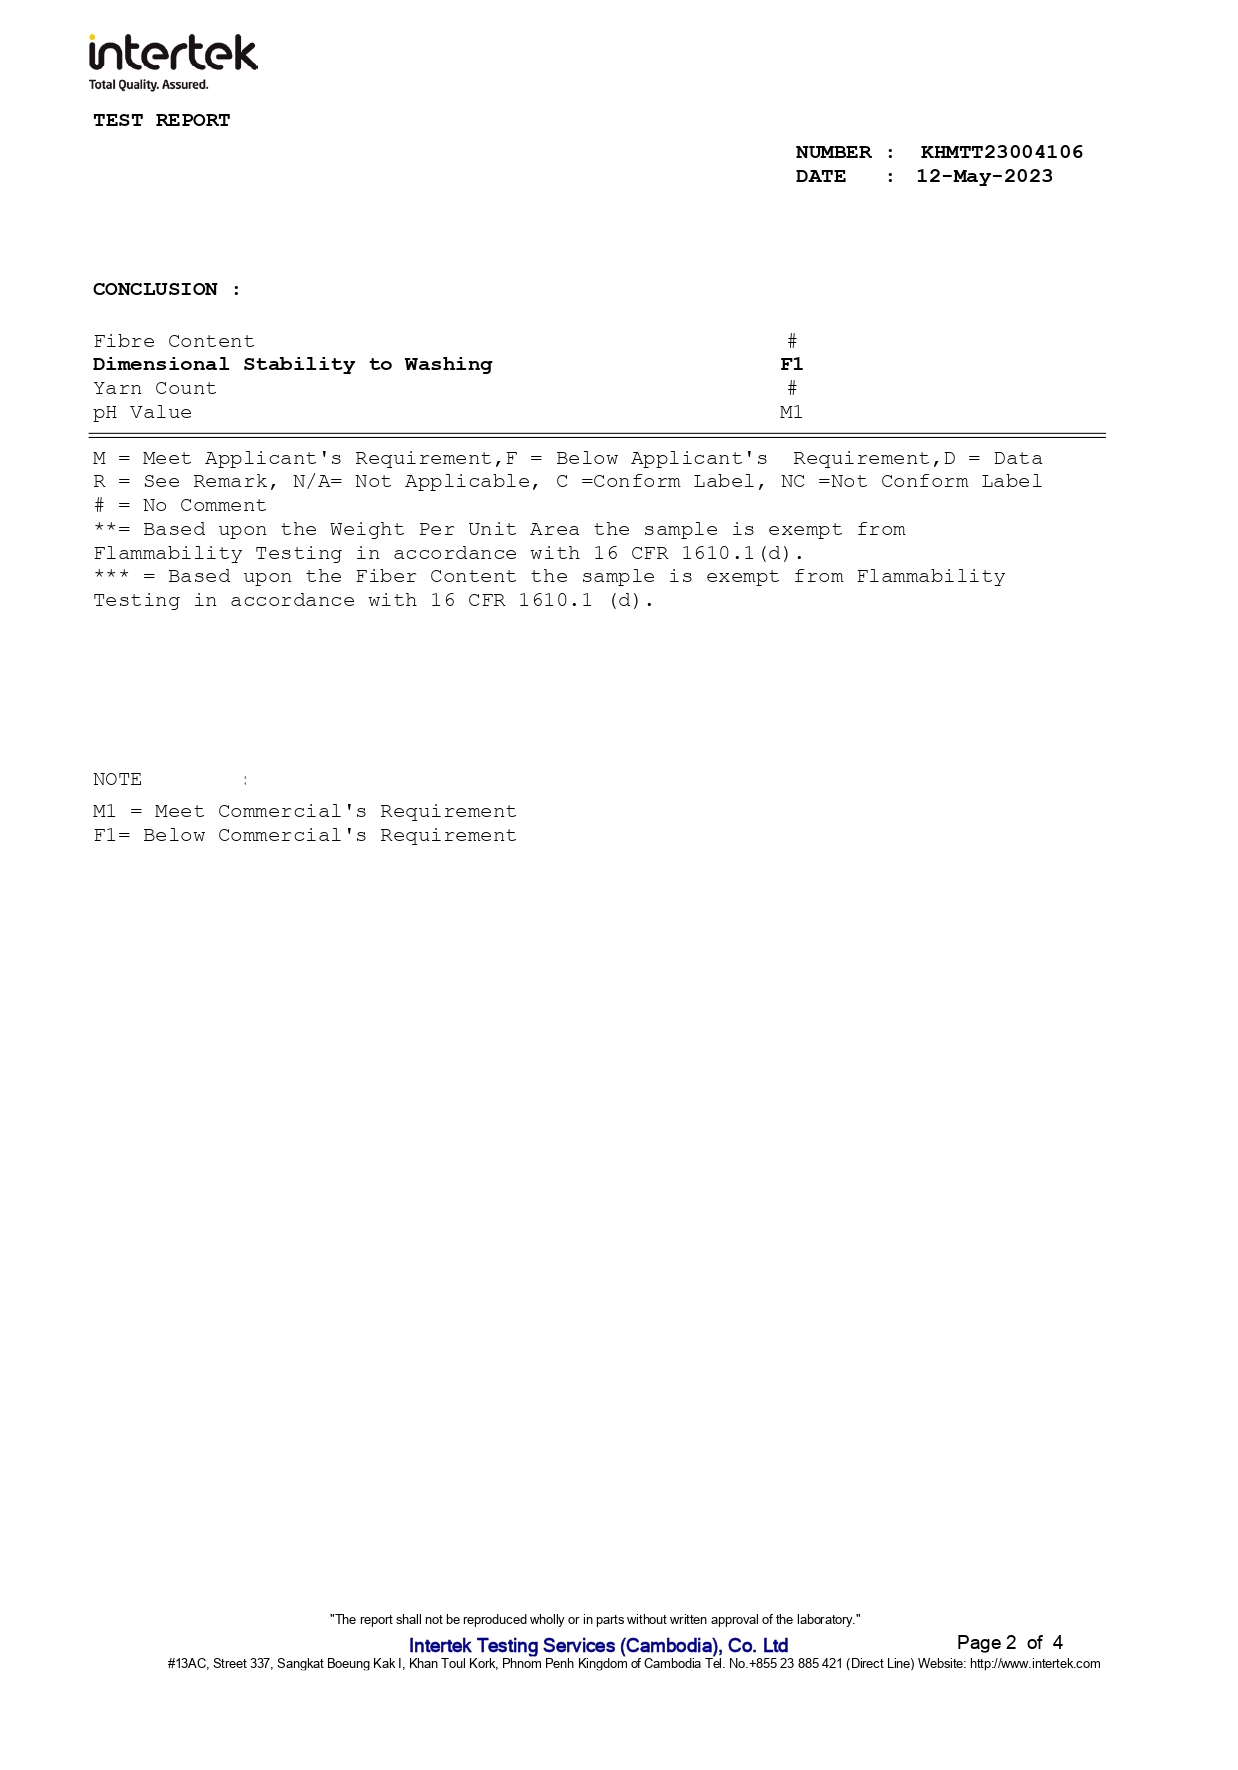 intertek
Total Quality. Assured.
TEST REPORT
NUMBER : KHMTT23004106
DATE : 12-May-2023
CONCLUSION :
Fibre Content #
Dimensional Stability to Washing F1
Yarn Count #
pH Value M1
M = Meet Applicant's Requirement,F = Below Applicant's Requirement,D = Data
R = See Remark, N/A= Not Applicable, C =Conform Label, NC =Not Conform Label
# = No Comment
**= Based upon the Weight Per Unit Area the sample is exempt from
Flammability Testing in accordance with 16 CFR 1610.1(d).
*** = Based upon the Fiber Content the sample is exempt from Flammability
Testing in accordance with 16 CFR 1610.1 (d).
NOTE :
M1 = Meet Commercial's Requirement
F1= Below Commercial's Requirement
"The report shall not be reproduced wholly or in parts without written approval of the laboratory."
Intertek Testing Services (Cambodia), Co. Ltd Page 2 of 4
#13AC, Street 337, Sangkat Boeung Kak I, Khan Toul Kork, Phnom Penh Kingdom of Cambodia Tel. No.+855 23 885 421 (Direct Line) Website: http://www.intertek.com